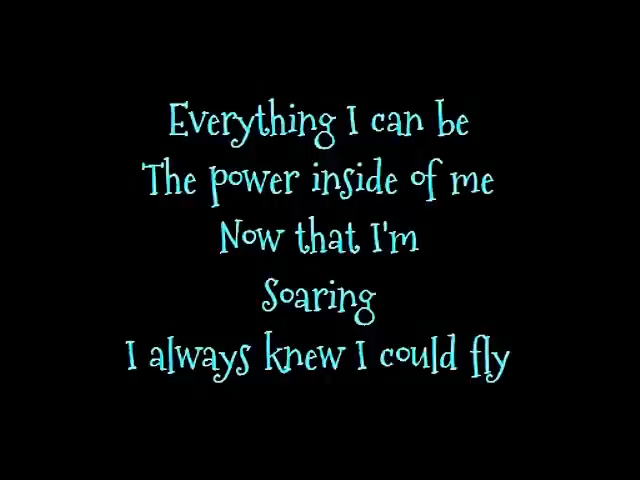 Everything I can be
The power inside of me
Now that I'm
Soaring
I always knew I could fly